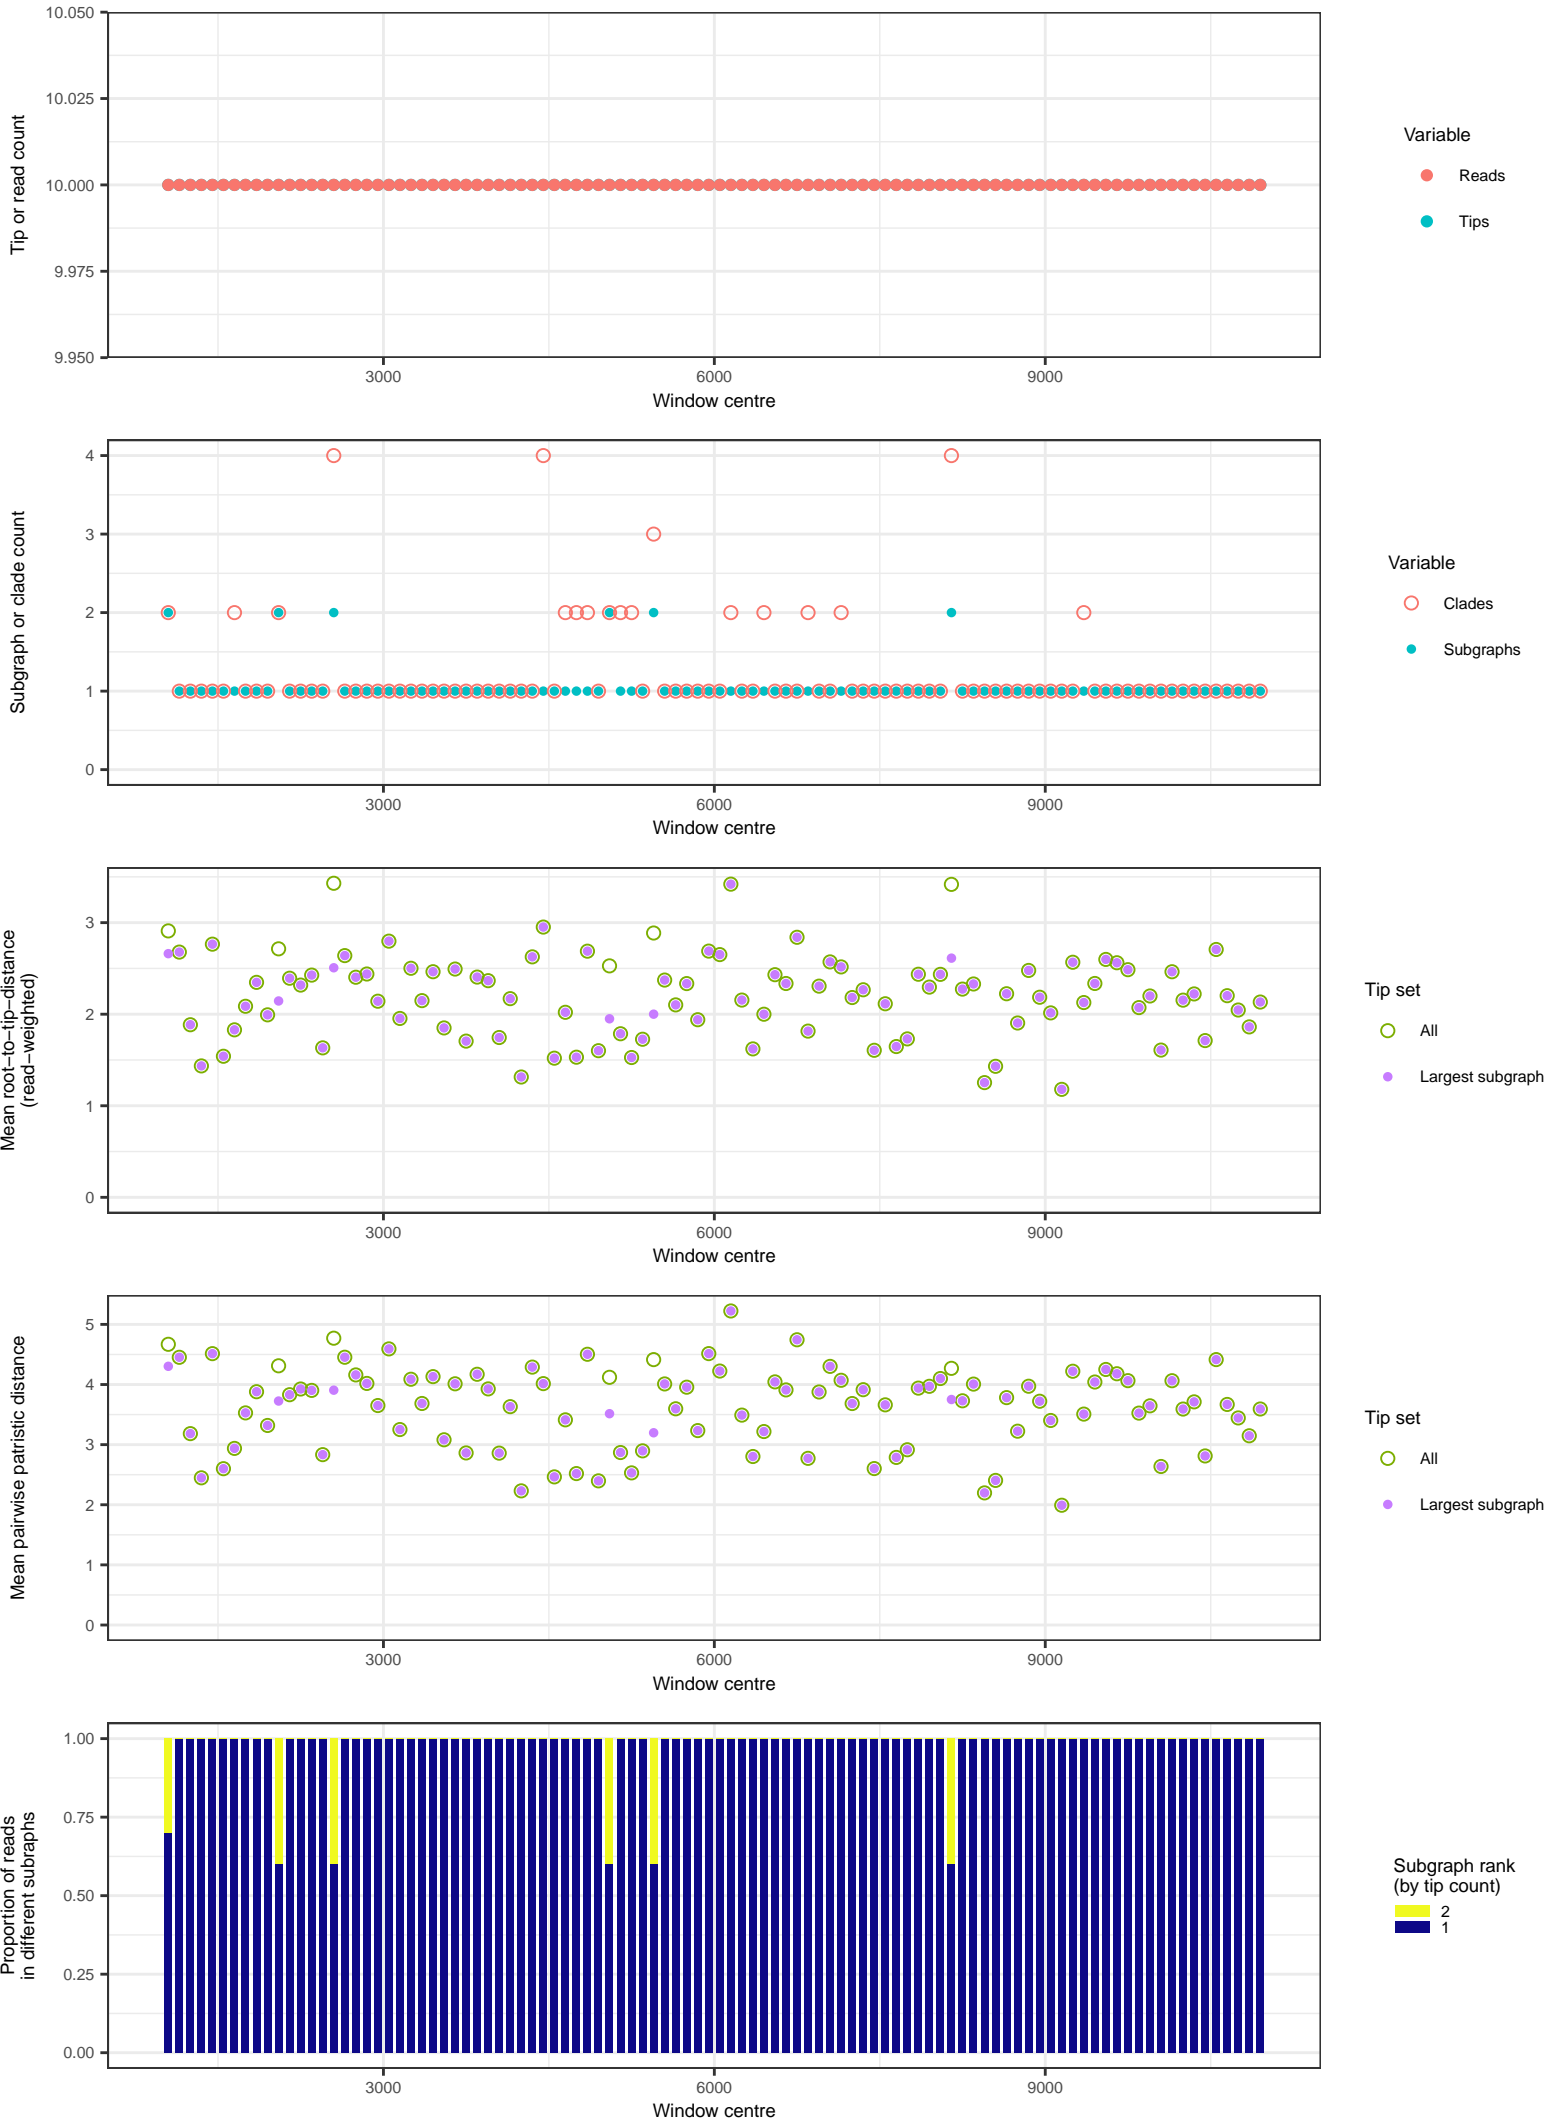 10.050
10.025
10.000
9.975
9.950
Tip or read count
3000
6000
9000
Window centre
Variable
Reads
Tips
4
3
2
1
0
Subgraph or clade count
3000
6000
9000
Window centre
Variable
Clades
Subgraphs
3
2
1
0
Mean root−to−tip−distance
(read−weighted)
3000
6000
9000
Window centre
Tip set
All
Largest subgraph
5
4
3
2
1
0
Mean pairwise patristic distance
3000
6000
9000
Window centre
Tip set
All
Largest subgraph
1.00
0.75
0.50
0.25
0.00
Proportion of reads
in different subraphs
3000
6000
9000
Window centre
Subgraph rank
(by tip count)
2
1